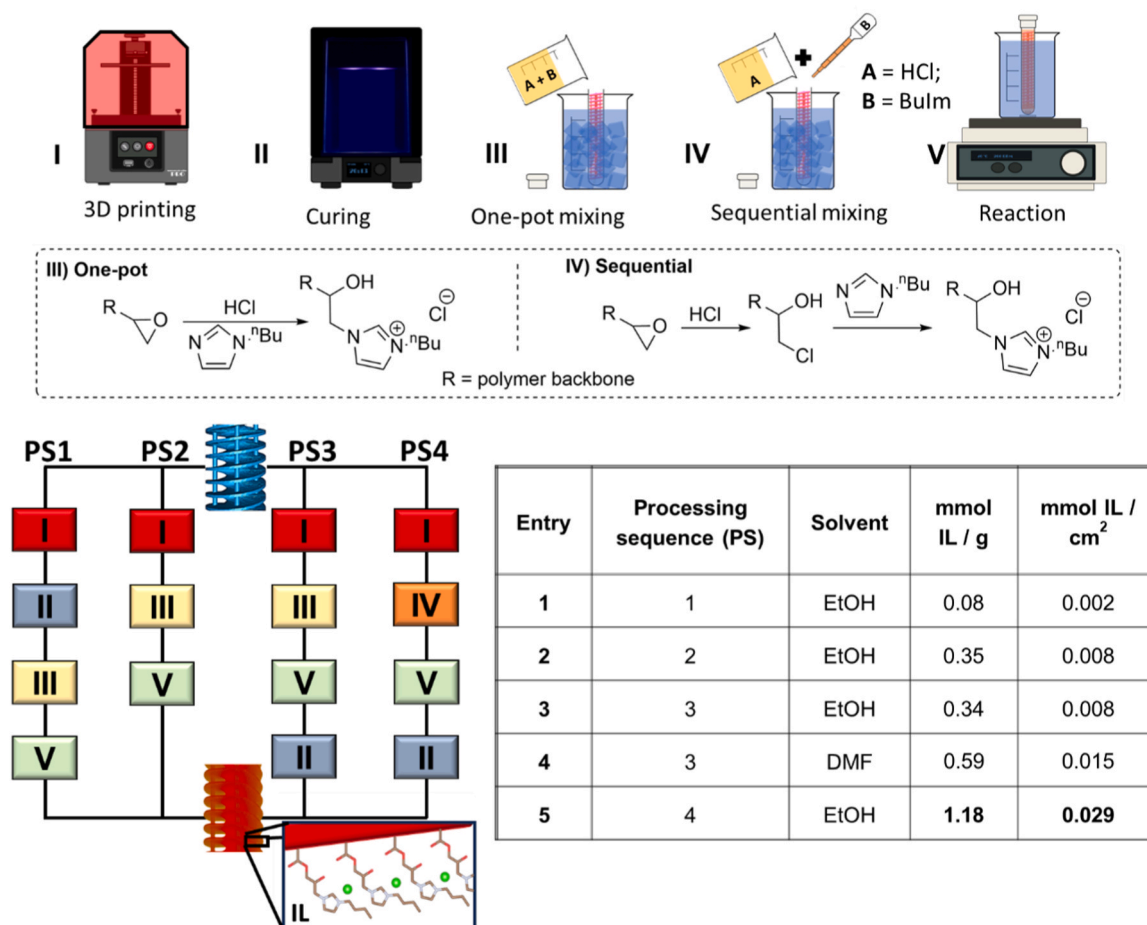 I
3D printing
II
Curing
III
A + B
One-pot mixing
IV
A
B
Sequential mixing
A = HCl;
B = BuIm
V
Reaction
III) One-pot
R
O
HCl
N
N
nBu
R
OH
N
+
N
nBu
Cl
−
IV) Sequential
R
O
HCl
R
OH
Cl
N
N
nBu
R
OH
N
+
N
nBu
Cl
−
R = polymer backbone
PS1 PS2 PS3 PS4
I I I I
II III III IV
III V V V
V II II
IL
Entry Processing sequence (PS) Solvent mmol IL / g mmol IL / cm2
1 1 EtOH 0.08 0.002
2 2 EtOH 0.35 0.008
3 3 EtOH 0.34 0.008
4 3 DMF 0.59 0.015
5 4 EtOH 1.18 0.029